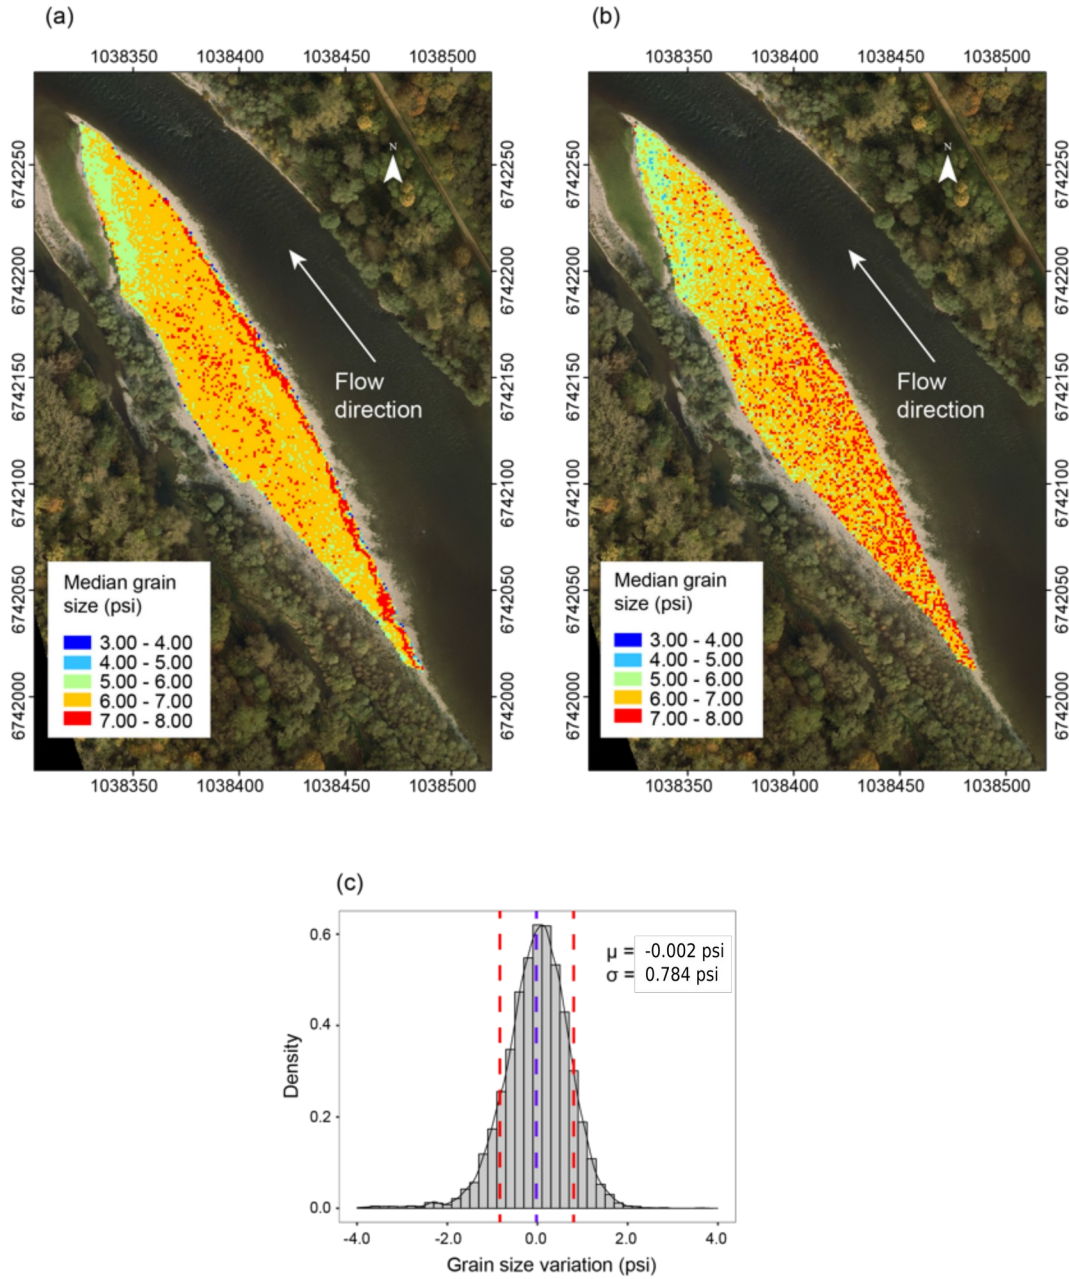 (a)
1038350 1038400 1038450 1038500
6742250
6742200
6742150
6742100
6742050
6742000
N
Flow
direction
Median grain
size (psi)
3.00 - 4.00
4.00 - 5.00
5.00 - 6.00
6.00 - 7.00
7.00 - 8.00
6742250
6742200
6742150
6742100
6742050
6742000
1038350 1038400 1038450 1038500
(b)
1038350 1038400 1038450 1038500
6742250
6742200
6742150
6742100
6742050
6742000
N
Flow
direction
Median grain
size (psi)
3.00 - 4.00
4.00 - 5.00
5.00 - 6.00
6.00 - 7.00
7.00 - 8.00
6742250
6742200
6742150
6742100
6742050
6742000
1038350 1038400 1038450 1038500
(c)
Density
0.6
0.4
0.2
0.0
μ = -0.002 psi
σ = 0.784 psi
-4.0 -2.0 0.0 2.0 4.0
Grain size variation (psi)